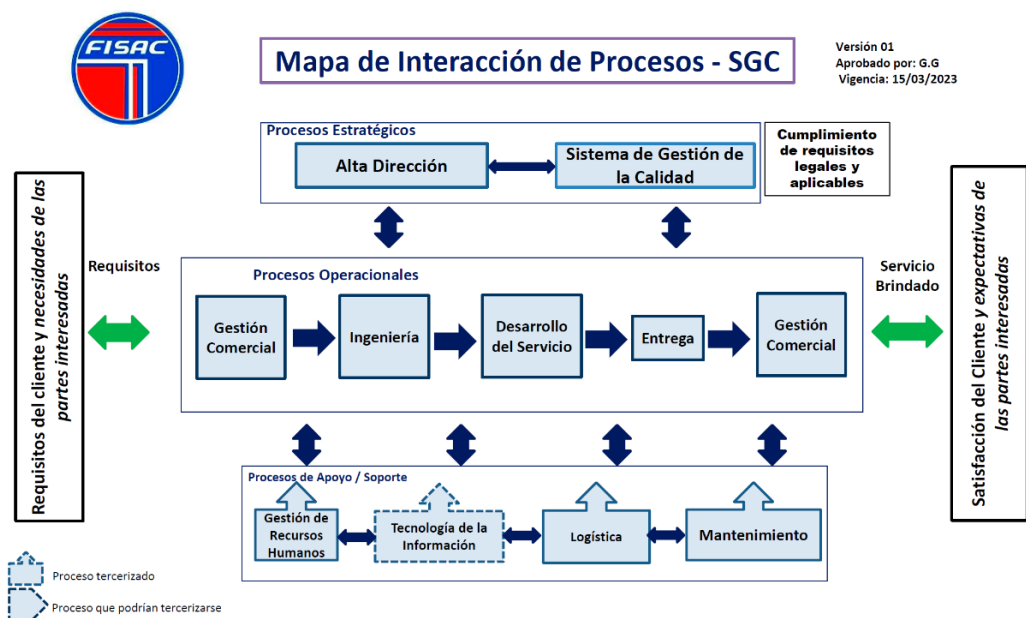 FISAC
Mapa de Interacción de Procesos - SGC
Versión 01
Aprobado por: G.G
Vigencia: 15/03/2023
Procesos Estratégicos
Alta Dirección
Sistema de Gestión de
la Calidad
Cumplimiento
de requisitos
legales y
aplicables
Requisitos del cliente y necesidades de las
partes interesadas
Requisitos
Procesos Operacionales
Gestión
Comercial
Ingeniería
Desarrollo
del Servicio
Entrega
Gestión
Comercial
Servicio
Brindado
Satisfacción del Cliente y expectativas de
las partes interesadas
Procesos de Apoyo / Soporte
Gestión de
Recursos
Humanos
Tecnología de la
Información
Logística
Mantenimiento
Proceso tercerizado
Proceso que podrían tercerizarse